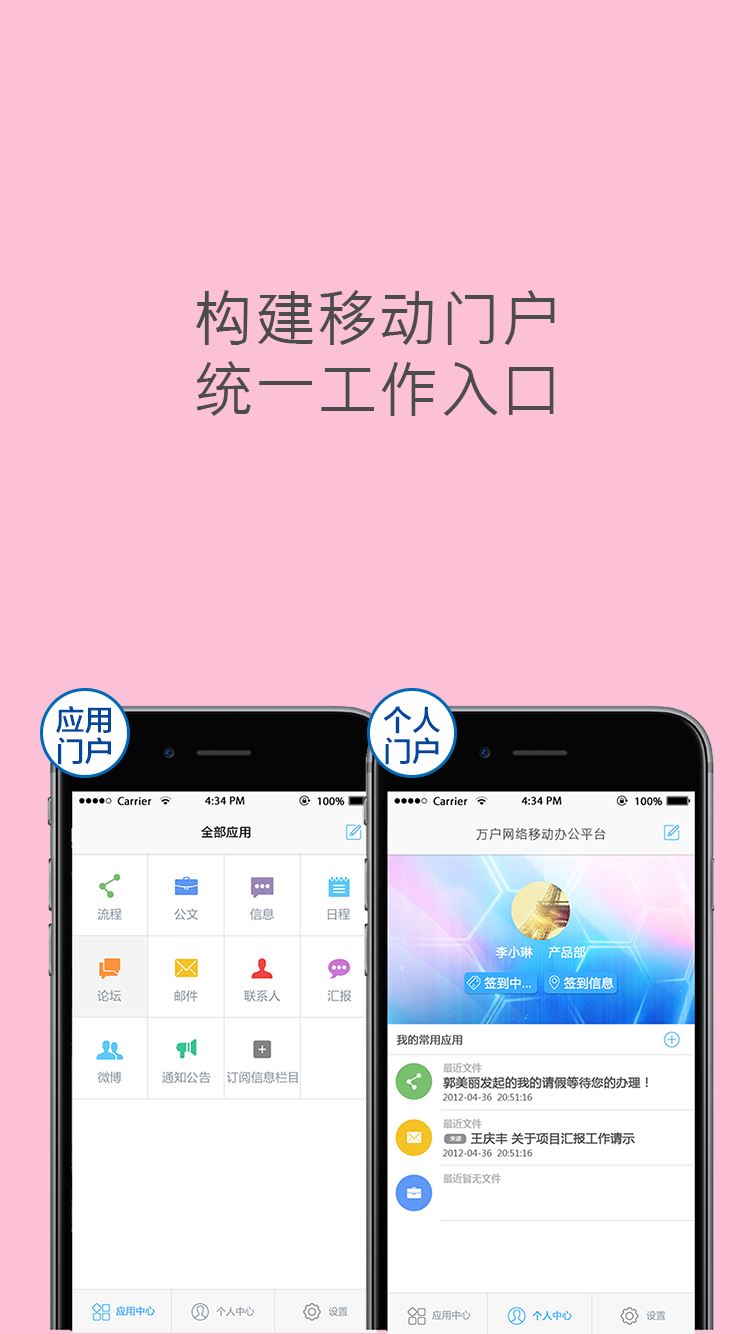 构建移动门户
统一工作入口
应用
门户
Carrier
4:34 PM
100%
全部应用
流程
公文
信息
日程
论坛
邮件
联系人
汇报
微博
通知公告
订阅信息栏目
应用中心
个人中心
设置
个人
门户
Carrier
4:34 PM
100%
万户网络移动办公平台
李小琳 产品部
签到中...
签到信息
我的常用应用
最近文件
郭美丽发起的我的请假等待您的办理！
2012-04-36 20:51:16
最近文件
未读 王庆丰 关于项目汇报工作请示
2012-04-36 20:51:16
最近暂无文件
应用中心
个人中心
设置